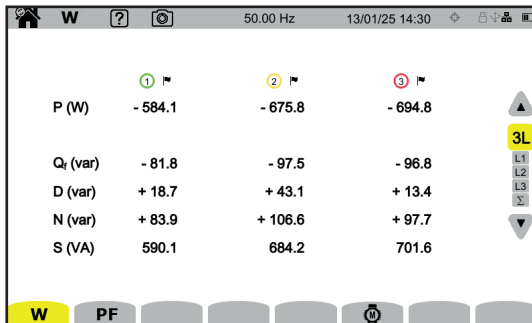 W ? 50.00 Hz 13/01/25 14:30
1 2 3
P (W) - 584.1 - 675.8 - 694.8
3L
Qf (var) - 81.8 - 97.5 - 96.8
L1
D (var) + 18.7 + 43.1 + 13.4
L2
L3
Σ
N (var) + 83.9 + 106.6 + 97.7
S (VA) 590.1 684.2 701.6
W PF M